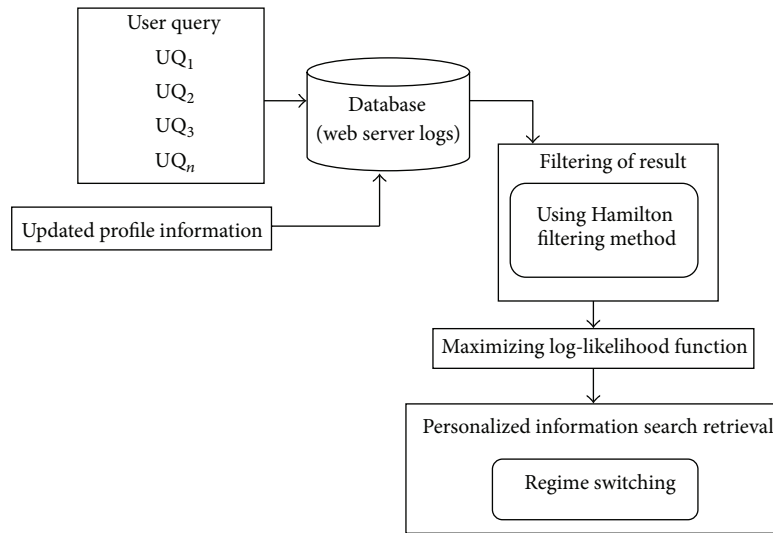 User query
UQ₁
UQ₂
UQ₃
UQₙ
Database
(web server logs)
Updated profile information
Filtering of result
Using Hamilton
filtering method
Maximizing log-likelihood function
Personalized information search retrieval
Regime switching